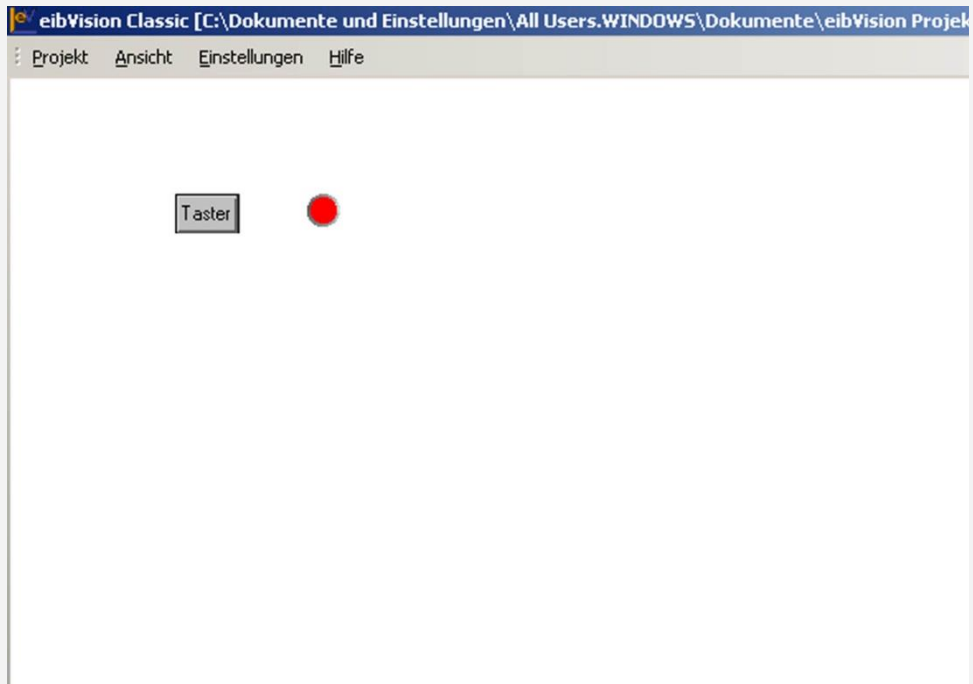 eibVision Classic [C:\Dokumente und Einstellungen\All Users.WINDOWS\Dokumente\eibVision Projek
Projekt Ansicht Einstellungen Hilfe
Taster